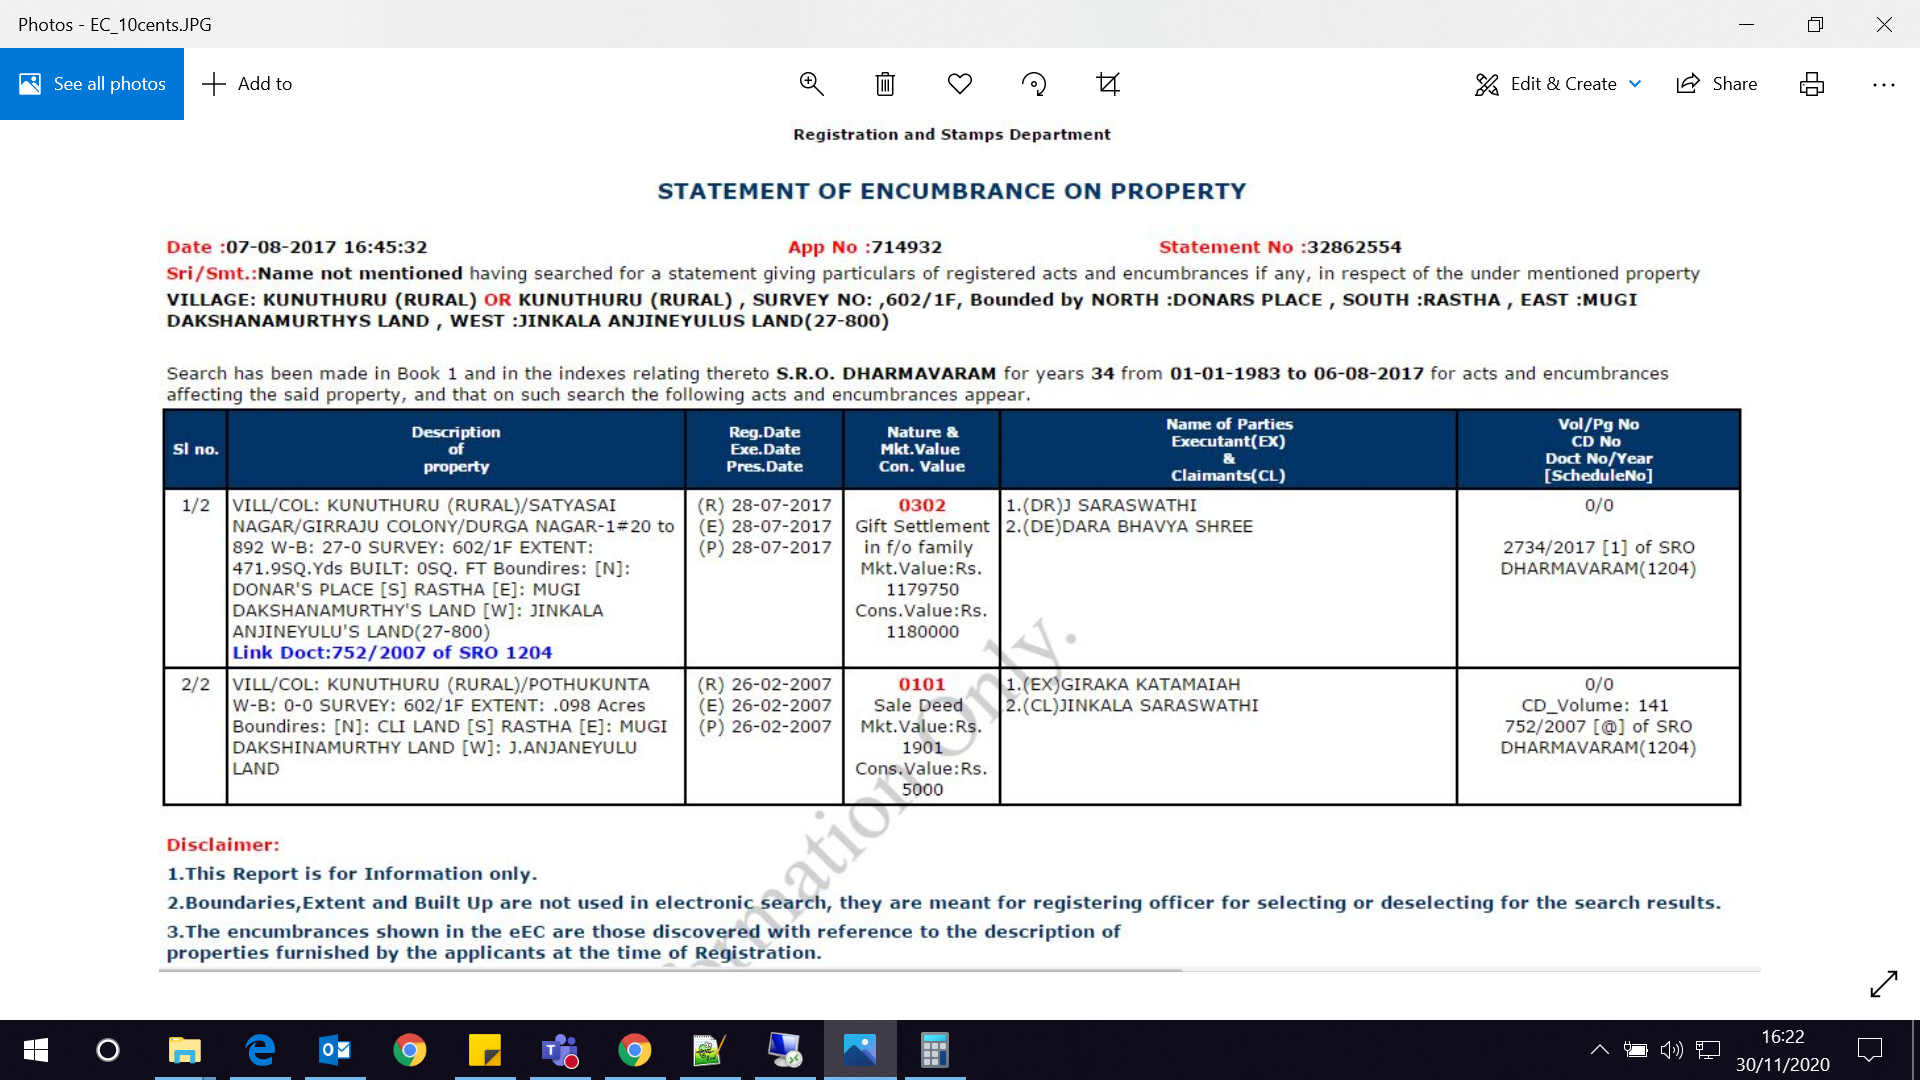 Photos - EC_10cents.JPG
See all photos
Add to
Edit & Create
Share
Registration and Stamps Department
STATEMENT OF ENCUMBRANCE ON PROPERTY
Date :07-08-2017 16:45:32 App No :714932 Statement No :32862554
Sri/Smt.:Name not mentioned having searched for a statement giving particulars of registered acts and encumbrances if any, in respect of the under mentioned property
VILLAGE: KUNUTHURU (RURAL) OR KUNUTHURU (RURAL) , SURVEY NO: ,602/1F, Bounded by NORTH :DONARS PLACE , SOUTH :RASTHA , EAST :MUGI
DAKSHANAMURTHYS LAND , WEST :JINKALA ANJINEYULUS LAND(27-800)
Search has been made in Book 1 and in the indexes relating thereto S.R.O. DHARMAVARAM for years 34 from 01-01-1983 to 06-08-2017 for acts and encumbrances
affecting the said property, and that on such search the following acts and encumbrances appear.
Sl no.
Description
of
property
Reg.Date
Exe.Date
Pres.Date
Nature &
Mkt.Value
Con. Value
Name of Parties
Executant(EX)
&
Claimants(CL)
Vol/Pg No
CD No
Doct No/Year
[ScheduleNo]
1/2
VILL/COL: KUNUTHURU (RURAL)/SATYASAI
NAGAR/GIRRAJU COLONY/DURGA NAGAR-1#20 to
892 W-B: 27-0 SURVEY: 602/1F EXTENT:
471.9SQ.Yds BUILT: 0SQ. FT Boundires: [N]:
DONAR'S PLACE [S] RASTHA [E]: MUGI
DAKSHANAMURTHY'S LAND [W]: JINKALA
ANJINEYULU'S LAND(27-800)
Link Doct:752/2007 of SRO 1204
(R) 28-07-2017
(E) 28-07-2017
(P) 28-07-2017
0302
Gift Settlement
in f/o family
Mkt.Value:Rs.
1179750
Cons.Value:Rs.
1180000
1.(DR)J SARASWATHI
2.(DE)DARA BHAVYA SHREE
0/0
2734/2017 [1] of SRO
DHARMAVARAM(1204)
2/2
VILL/COL: KUNUTHURU (RURAL)/POTHUKUNTA
W-B: 0-0 SURVEY: 602/1F EXTENT: .098 Acres
Boundires: [N]: CLI LAND [S] RASTHA [E]: MUGI
DAKSHINAMURTHY LAND [W]: J.ANJANEYULU
LAND
(R) 26-02-2007
(E) 26-02-2007
(P) 26-02-2007
0101
Sale Deed
Mkt.Value:Rs.
1901
Cons.Value:Rs.
5000
1.(EX)GIRAKA KATAMAIAH
2.(CL)JINKALA SARASWATHI
0/0
CD_Volume: 141
752/2007 [@] of SRO
DHARMAVARAM(1204)
Disclaimer:
1.This Report is for Information only.
2.Boundaries,Extent and Built Up are not used in electronic search, they are meant for registering officer for selecting or deselecting for the search results.
3.The encumbrances shown in the eEC are those discovered with reference to the description of
properties furnished by the applicants at the time of Registration.
Only.
16:22
30/11/2020